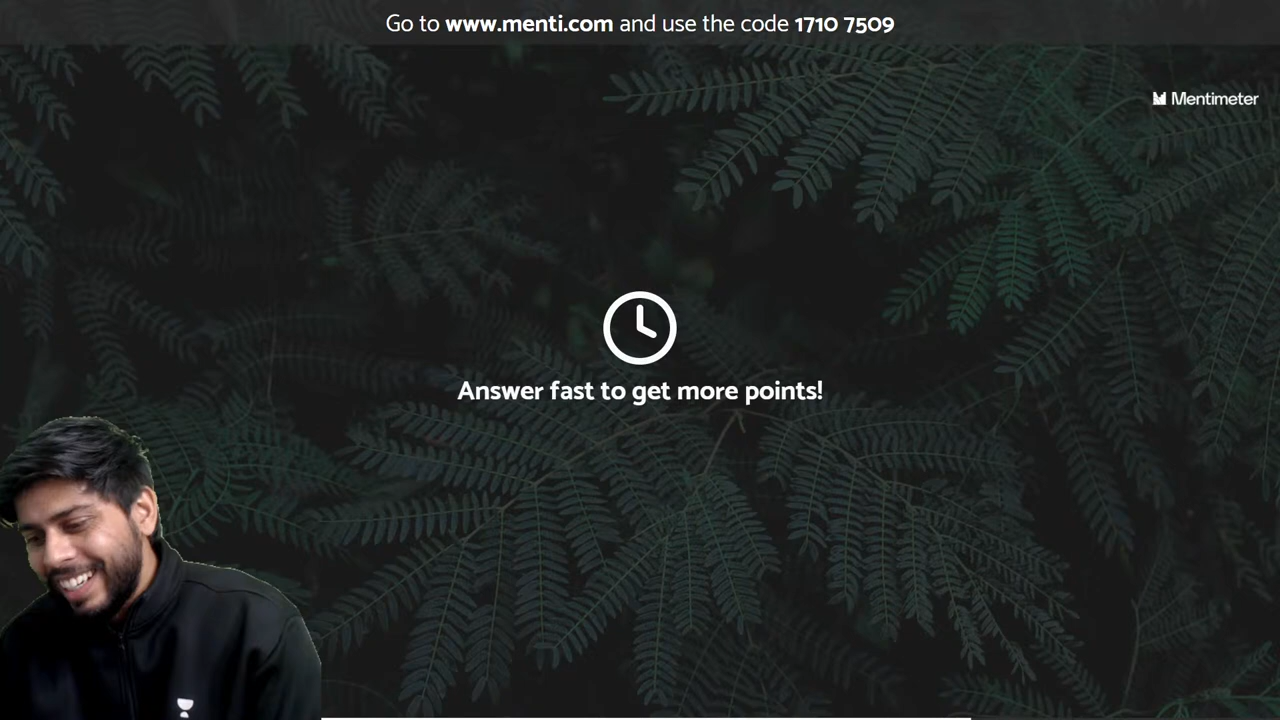 Go to www.menti.com and use the code 1710 7509
Mentimeter
Answer fast to get more points!